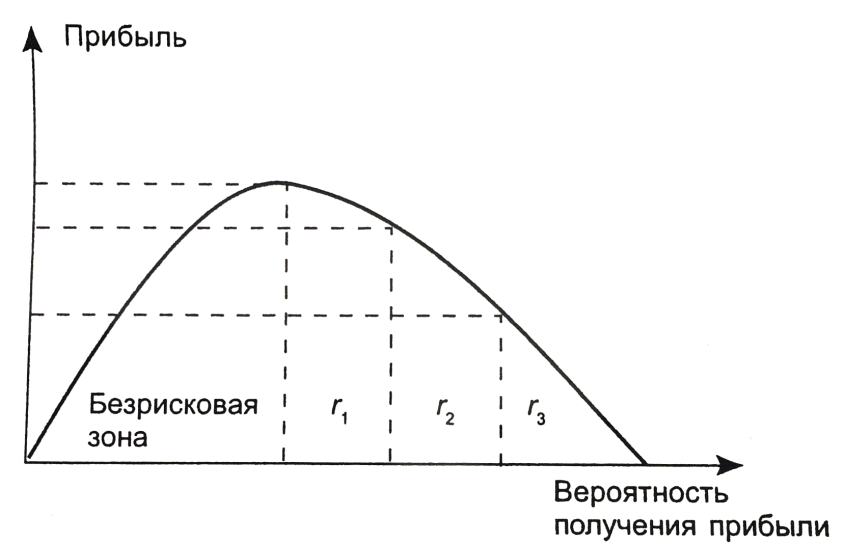 Прибыль
Безрисковая
зона
r₁
r₂
r₃
Вероятность
получения прибыли